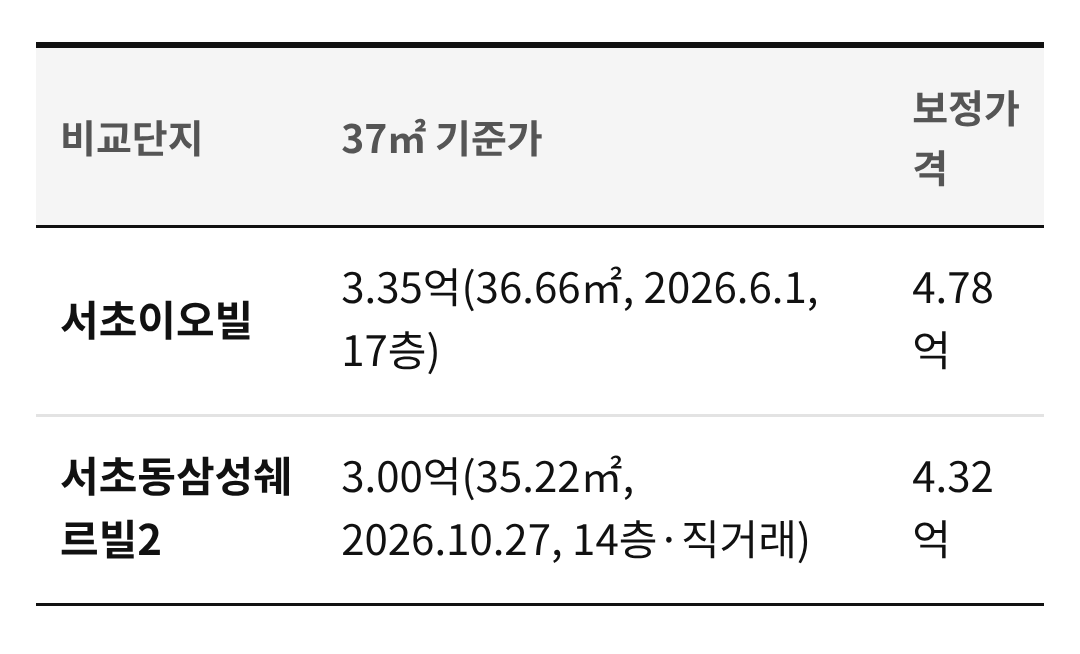 비교단지 37㎡ 기준가 보정가
격
서초이오빌 3.35억(36.66㎡, 2026.6.1,
17층) 4.78
억
서초동삼성쉐
르빌2 3.00억(35.22㎡,
2026.10.27, 14층·직거래) 4.32
억